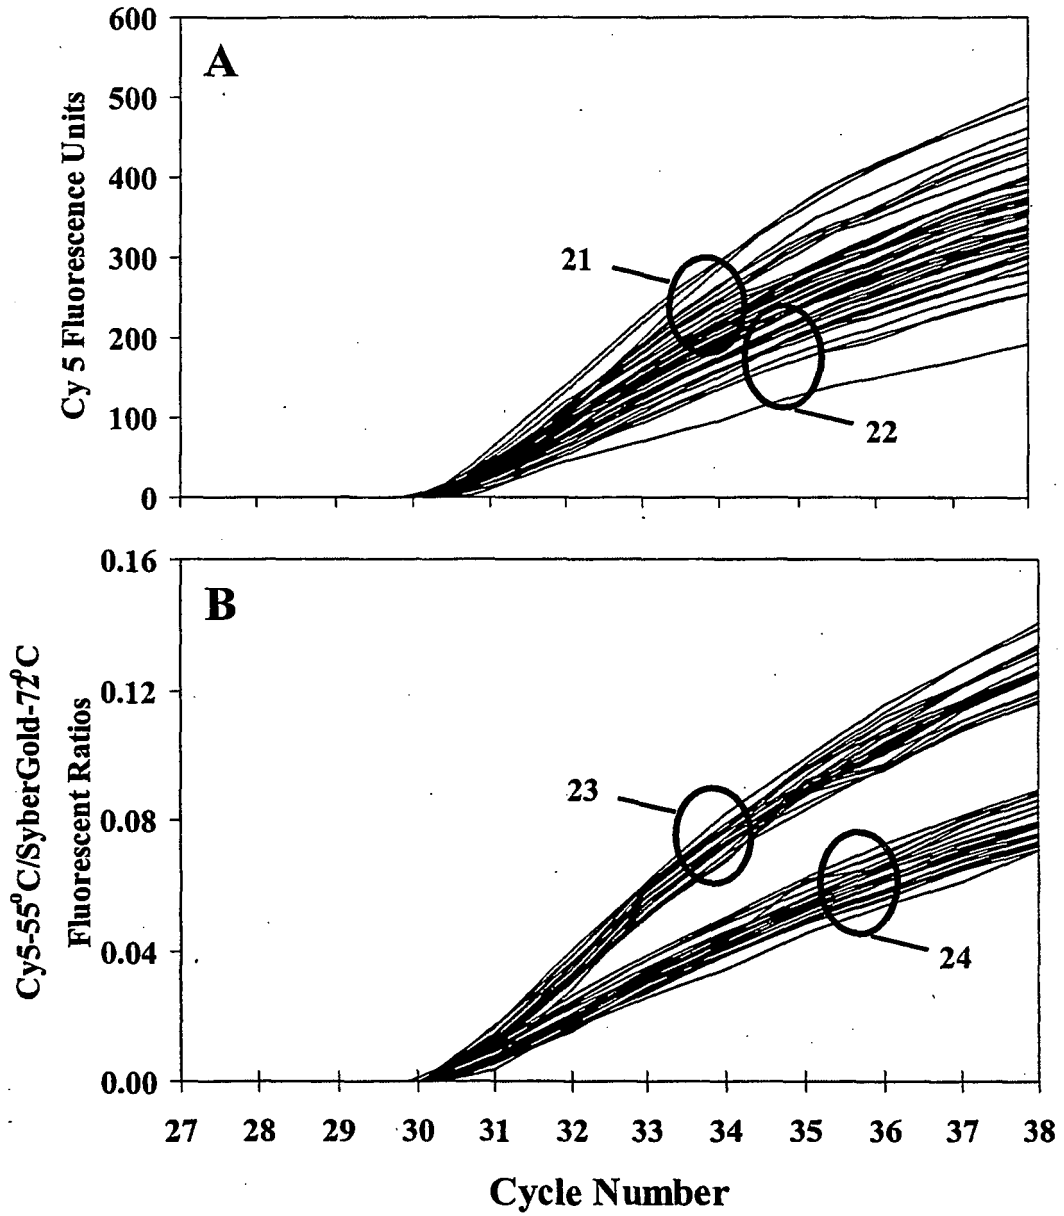 A
600
500
400
300
200
100
0
Cy 5 Fluorescence Units
21
22
B
0.16
0.12
0.08
0.04
0.00
Cy5-55⁰C/SyberGold-72⁰C
Fluorescent Ratios
23
24
27 28 29 30 31 32 33 34 35 36 37 38
Cycle Number